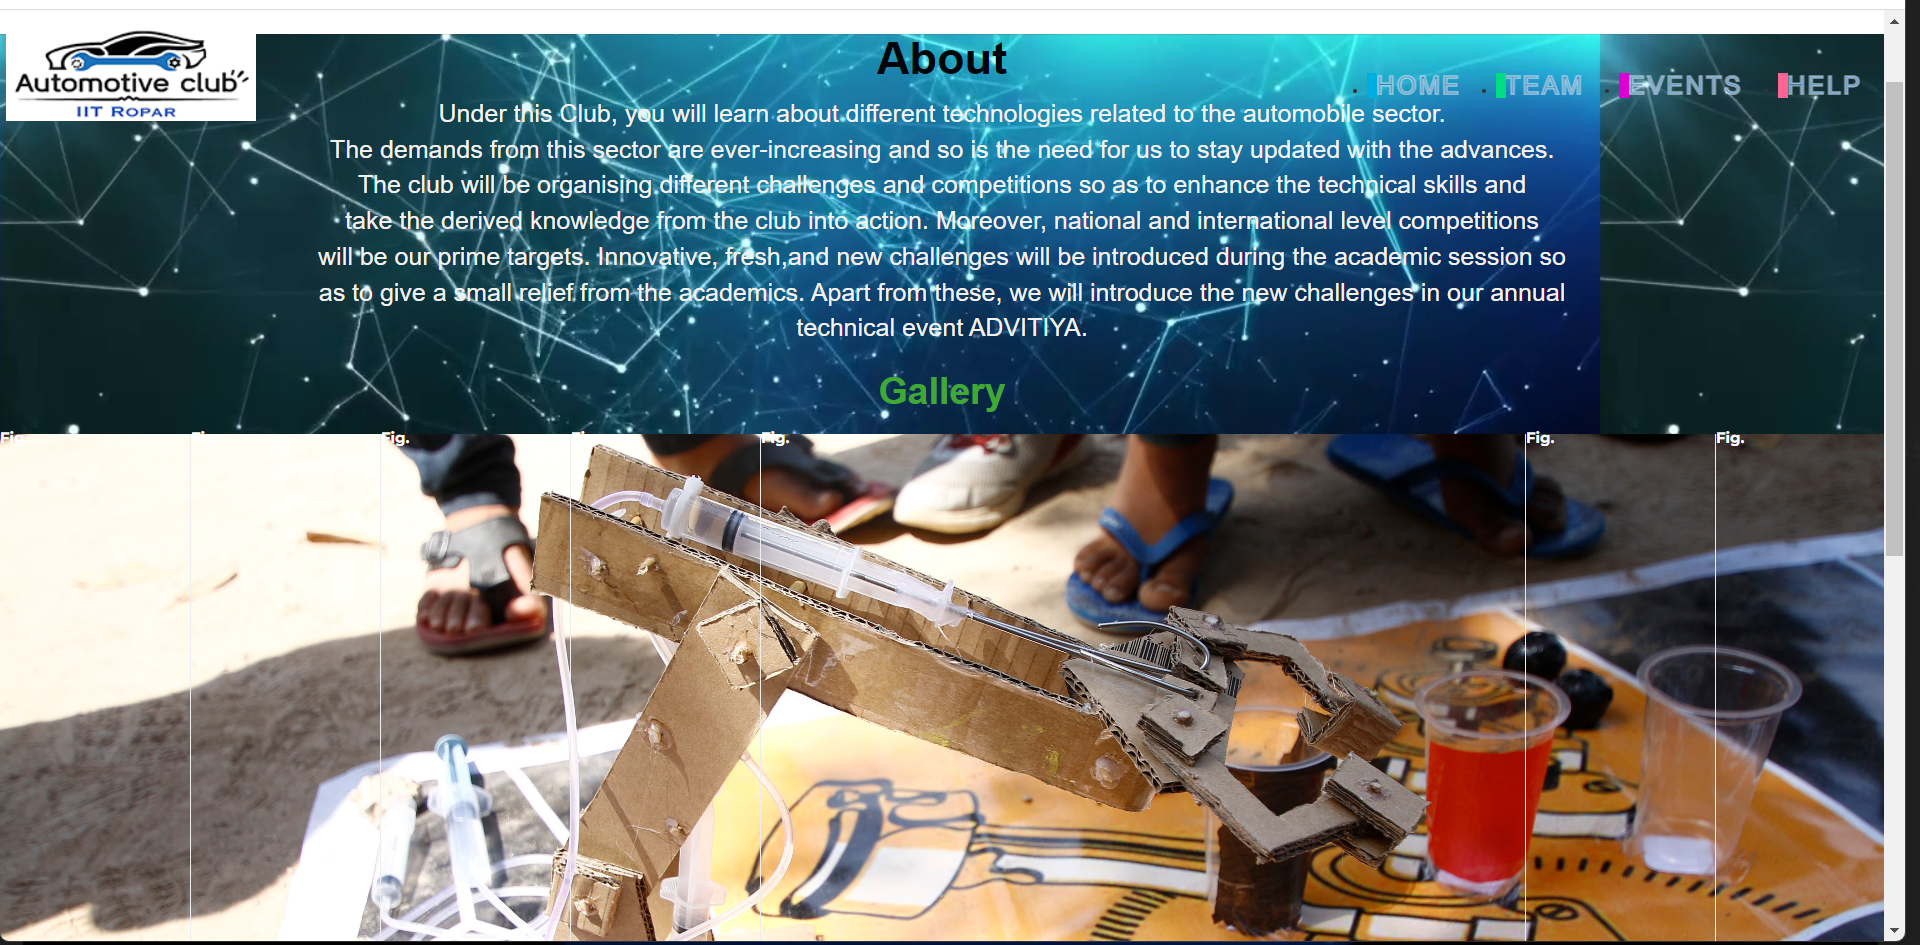 Automotive club
IIT ROPAR
HOME
TEAM
EVENTS
HELP
About
Under this Club, you will learn about different technologies related to the automobile sector.
The demands from this sector are ever-increasing and so is the need for us to stay updated with the advances.
The club will be organising different challenges and competitions so as to enhance the technical skills and
take the derived knowledge from the club into action. Moreover, national and international level competitions
will be our prime targets. Innovative, fresh,and new challenges will be introduced during the academic session so
as to give a small relief from the academics. Apart from these, we will introduce the new challenges in our annual
technical event ADVITIYA.
Gallery
Fig.
Fig.
Fig.
Fig.
Fig.
Fig.
Fig.